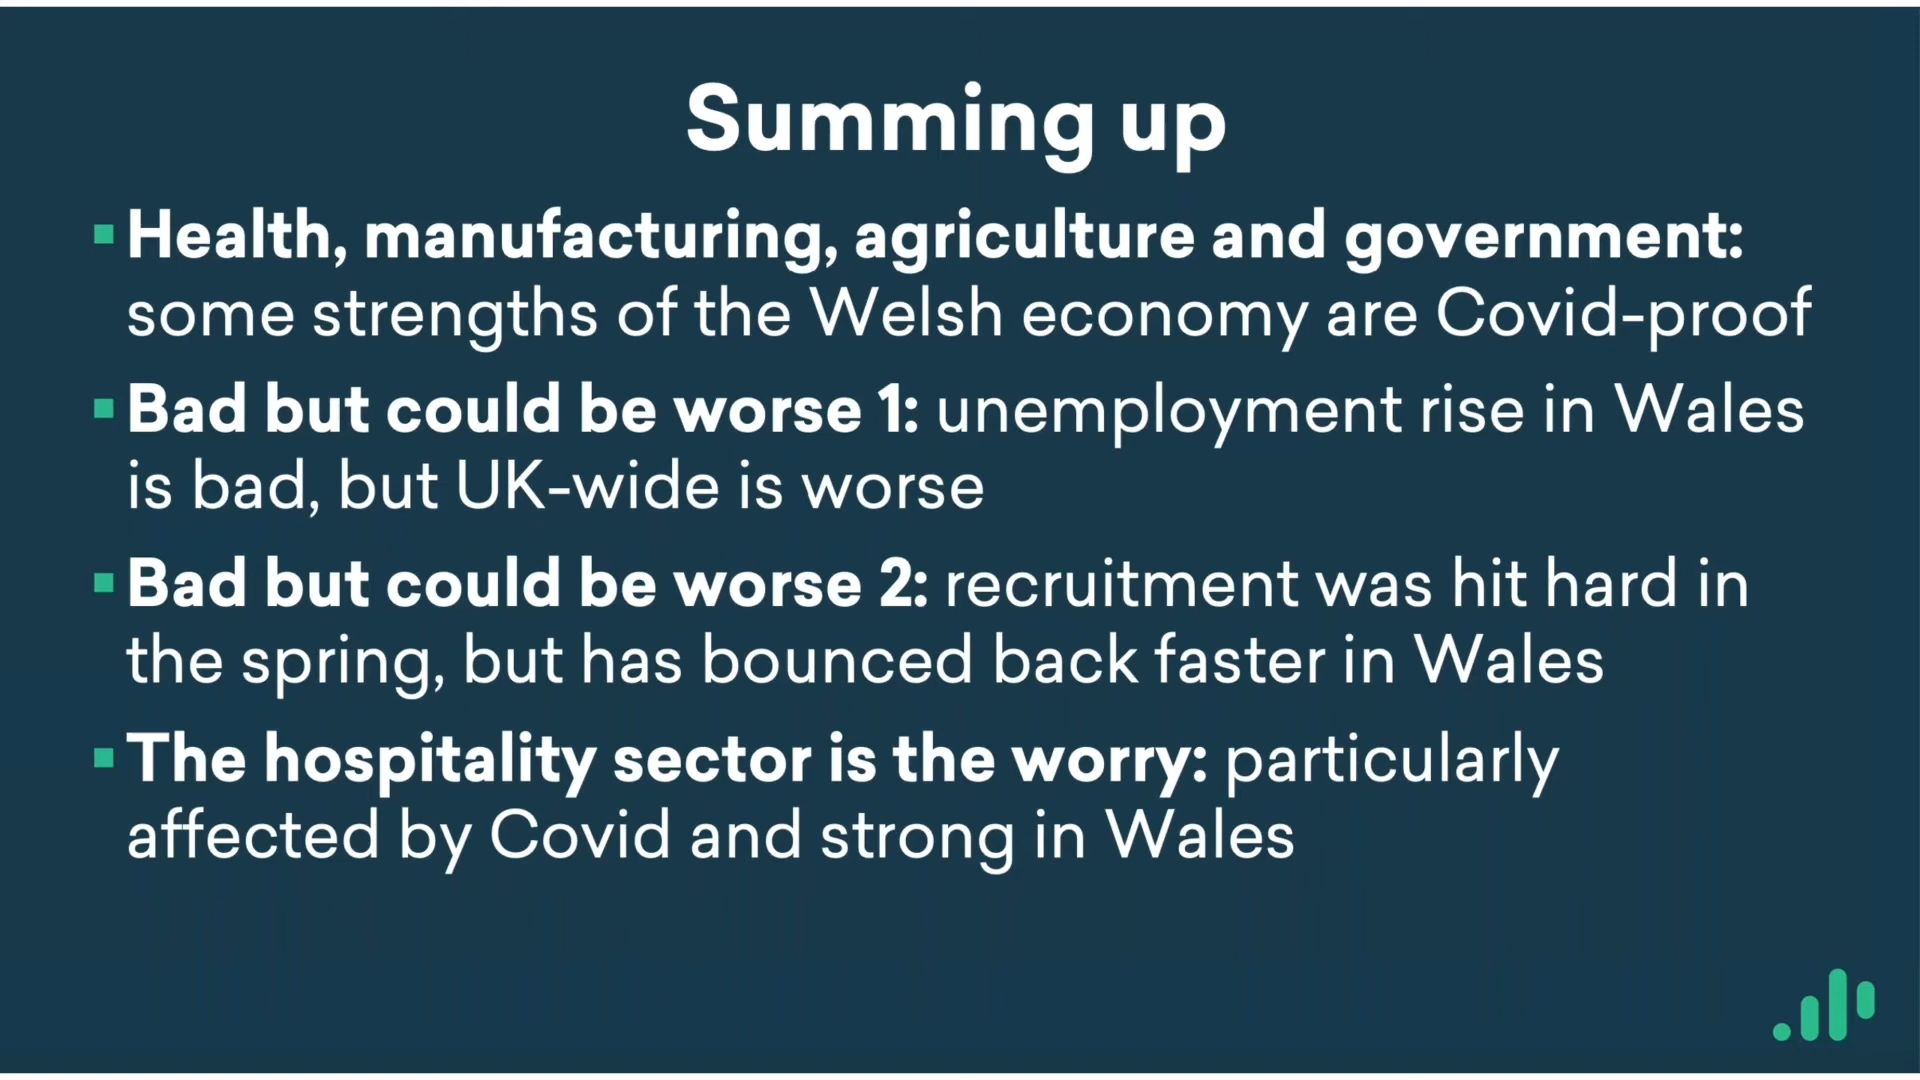 Summing up
Health, manufacturing, agriculture and government:
some strengths of the Welsh economy are Covid-proof
Bad but could be worse 1: unemployment rise in Wales
is bad, but UK-wide is worse
Bad but could be worse 2: recruitment was hit hard in
the spring, but has bounced back faster in Wales
The hospitality sector is the worry: particularly
affected by Covid and strong in Wales